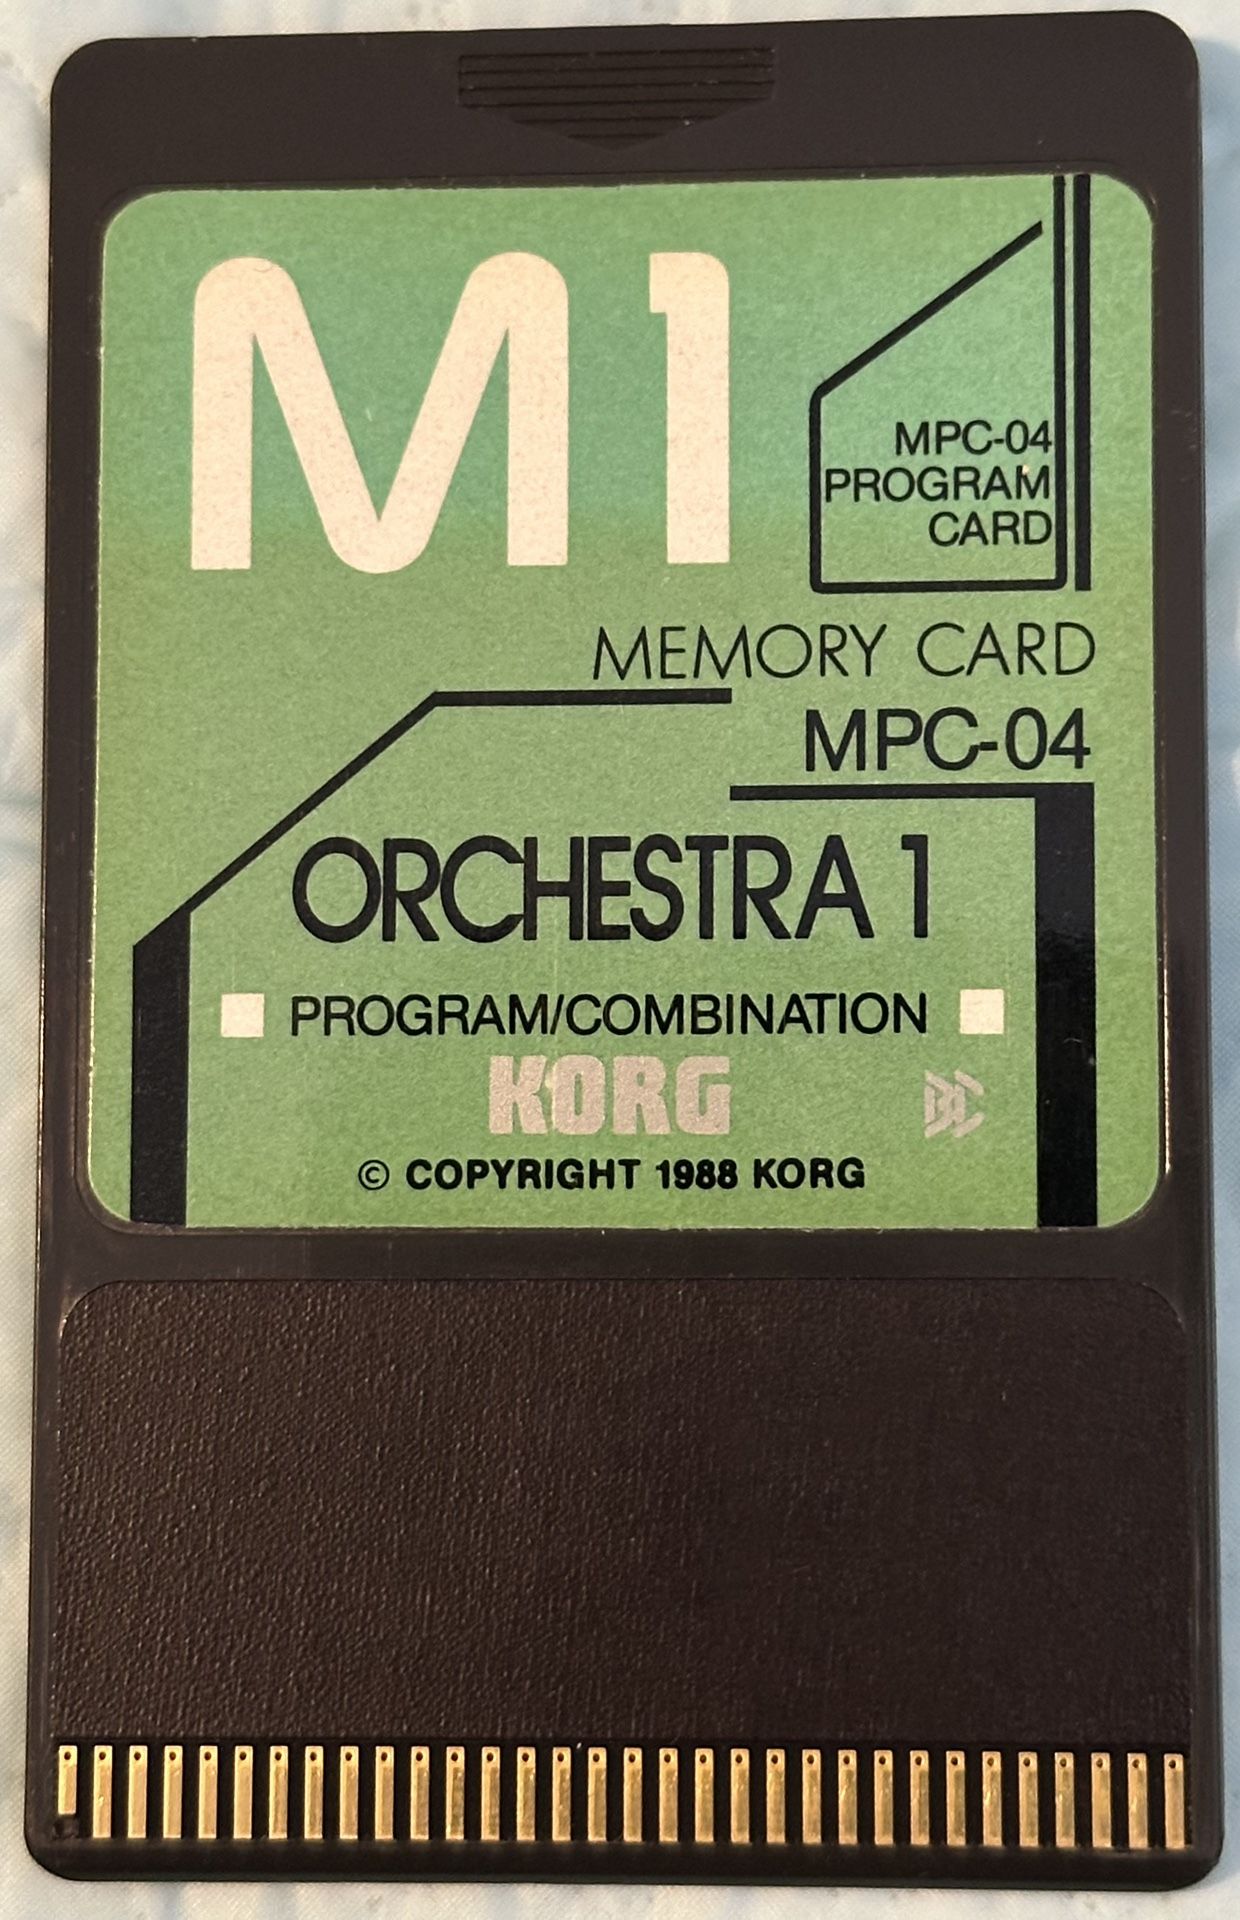 M1
MPC-04
PROGRAM
CARD
MEMORY CARD
MPC-04
ORCHESTRA 1
PROGRAM/COMBINATION
KORG
© COPYRIGHT 1988 KORG